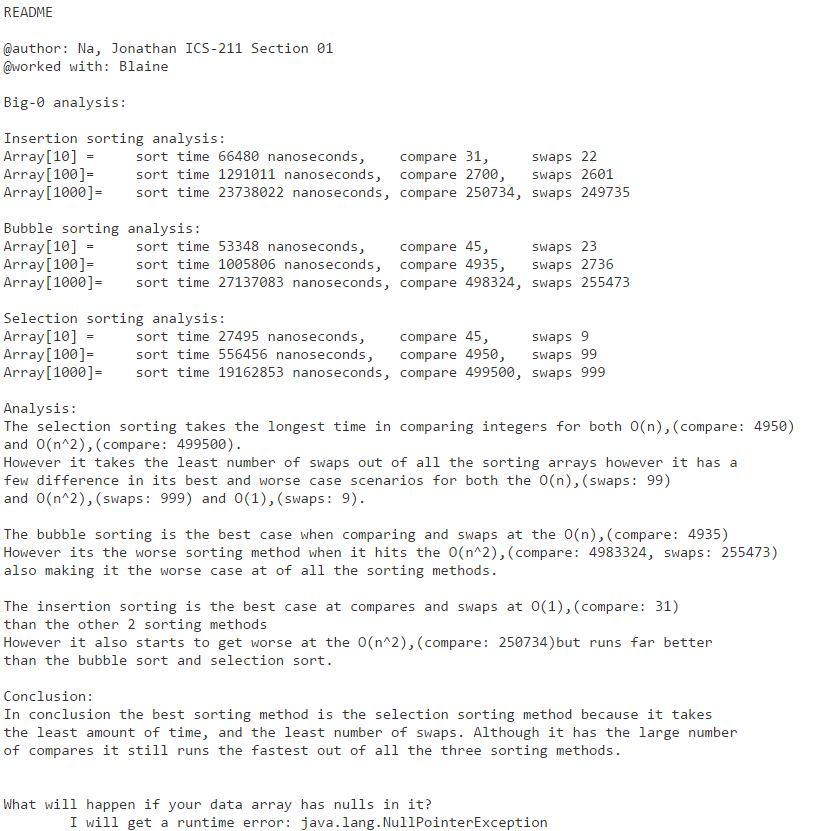 README
@author: Na, Jonathan ICS-211 Section 01
@worked with: Blaine
Big-O analysis:
Insertion sorting analysis:
Array[10] =     sort time 66480 nanoseconds,    compare 31,     swaps 22
Array[100]=     sort time 1291011 nanoseconds,  compare 2700,   swaps 2601
Array[1000]=    sort time 23738022 nanoseconds, compare 250734, swaps 249735
Bubble sorting analysis:
Array[10] =     sort time 53348 nanoseconds,    compare 45,     swaps 23
Array[100]=     sort time 1005806 nanoseconds,  compare 4935,   swaps 2736
Array[1000]=    sort time 27137083 nanoseconds, compare 498324, swaps 255473
Selection sorting analysis:
Array[10] =     sort time 27495 nanoseconds,    compare 45,     swaps 9
Array[100]=     sort time 556456 nanoseconds,   compare 4950,   swaps 99
Array[1000]=    sort time 19162853 nanoseconds, compare 499500, swaps 999
Analysis:
The selection sorting takes the longest time in comparing integers for both O(n),(compare: 4950)
and O(n^2),(compare: 499500).
However it takes the least number of swaps out of all the sorting arrays however it has a
few difference in its best and worse case scenarios for both the O(n),(swaps: 99)
and O(n^2),(swaps: 999) and O(1),(swaps: 9).
The bubble sorting is the best case when comparing and swaps at the O(n),(compare: 4935)
However its the worse sorting method when it hits the O(n^2),(compare: 4983324, swaps: 255473)
also making it the worse case at of all the sorting methods.
The insertion sorting is the best case at compares and swaps at O(1),(compare: 31)
than the other 2 sorting methods
However it also starts to get worse at the O(n^2),(compare: 250734)but runs far better
than the bubble sort and selection sort.
Conclusion:
In conclusion the best sorting method is the selection sorting method because it takes
the least amount of time, and the least number of swaps. Although it has the large number
of compares it still runs the fastest out of all the three sorting methods.
What will happen if your data array has nulls in it?
I will get a runtime error: java.lang.NullPointerException